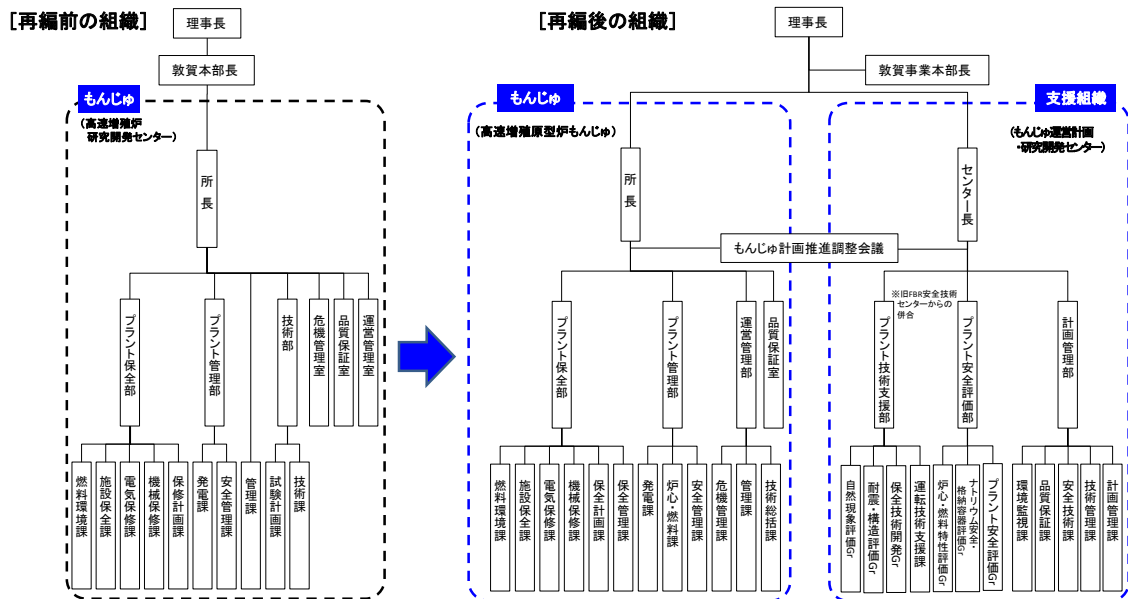 [再編前の組織]
理事長
敦賀本部長
もんじゅ
(高速増殖炉
研究開発センター)
所長
プラント保全部
プラント管理部
技術部
危機管理室
品質保証室
運営管理室
燃料環境課
施設保全課
電気保修課
機械保修課
保修計画課
発電課
安全管理課
管理課
試験計画課
技術課
[再編後の組織]
理事長
敦賀事業本部長
もんじゅ
(高速増殖原型炉もんじゅ)
所長
支援組織
(もんじゅ運営計画
・研究開発センター)
センター長
もんじゅ計画推進調整会議
プラント保全部
プラント管理部
運営管理部
品質保証室
プラント技術支援部
※旧FBR安全技術
センターからの
併合
プラント安全評価部
計画管理部
燃料環境課
施設保全課
電気保修課
機械保修課
保全計画課
保全管理課
発電課
炉心・燃料課
安全管理課
危機管理課
管理課
技術総括課
自然現象評価Gr
耐震・構造評価Gr
保全技術開発Gr
運転技術支援課
炉心・燃料特性評価Gr
ナトリウム安全・
格納容器評価Gr
プラント安全評価Gr
環境監視課
品質保証課
安全技術課
技術管理課
計画管理課